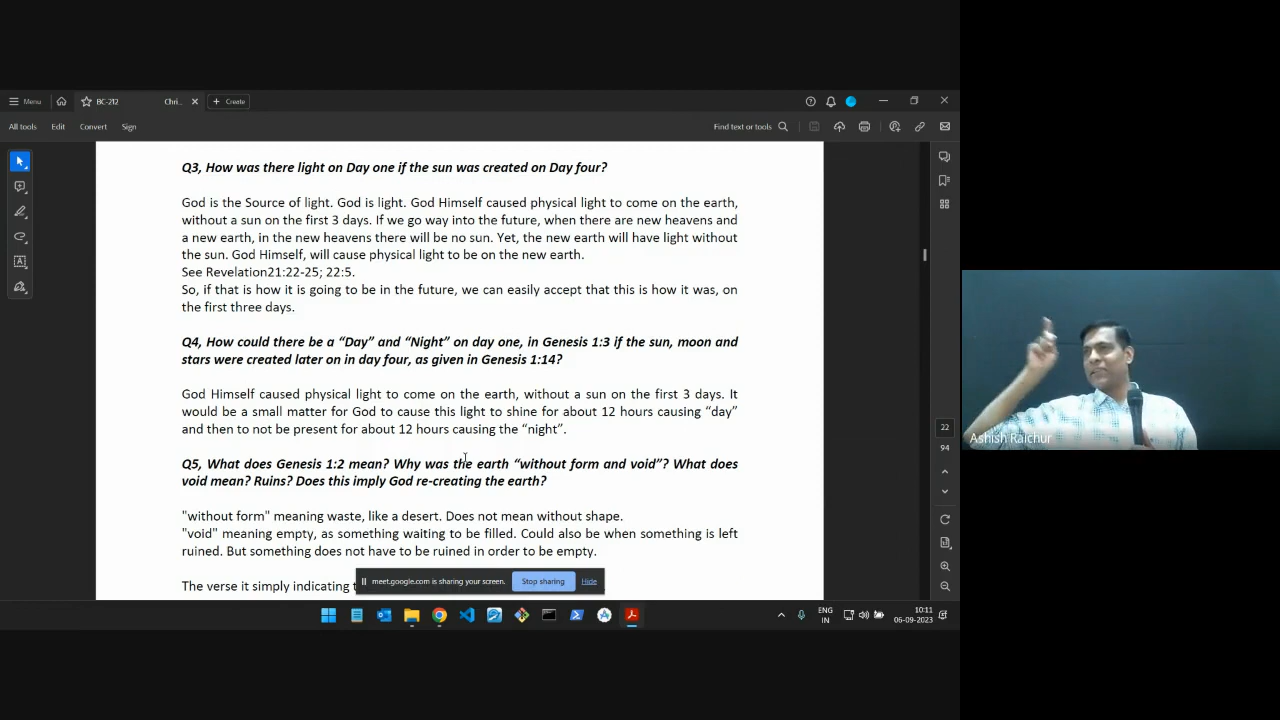 Menu
BC-212
Chri...
Create
All tools
Edit
Convert
Sign
Find text or tools
Q3, How was there light on Day one if the sun was created on Day four?
God is the Source of light. God is light. God Himself caused physical light to come on the earth,
without a sun on the first 3 days. If we go way into the future, when there are new heavens and
a new earth, in the new heavens there will be no sun. Yet, the new earth will have light without
the sun. God Himself, will cause physical light to be on the new earth.
See Revelation21:22-25; 22:5.
So, if that is how it is going to be in the future, we can easily accept that this is how it was, on
the first three days.
Q4, How could there be a “Day” and “Night” on day one, in Genesis 1:3 if the sun, moon and
stars were created later on in day four, as given in Genesis 1:14?
God Himself caused physical light to come on the earth, without a sun on the first 3 days. It
would be a small matter for God to cause this light to shine for about 12 hours causing “day”
and then to not be present for about 12 hours causing the “night”.
Q5, What does Genesis 1:2 mean? Why was the earth “without form and void”? What does
void mean? Ruins? Does this imply God re-creating the earth?
"without form" meaning waste, like a desert. Does not mean without shape.
"void" meaning empty, as something waiting to be filled. Could also be when something is left
ruined. But something does not have to be ruined in order to be empty.
The verse it simply indicating
meet.google.com is sharing your screen.
Stop sharing
Hide
22
94
Ashish Raichur
ENG
IN
10:11
06-09-2023